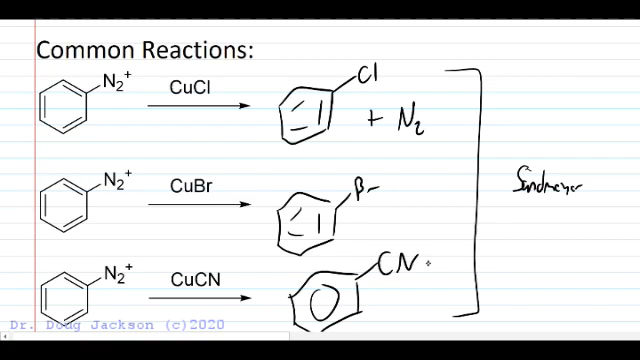 Common Reactions:
N2+ CuCl Cl
+ N2
N2+ CuBr Br
Sandmeyer
N2+ CuCN CN
Dr. Doug Jackson (c)2020